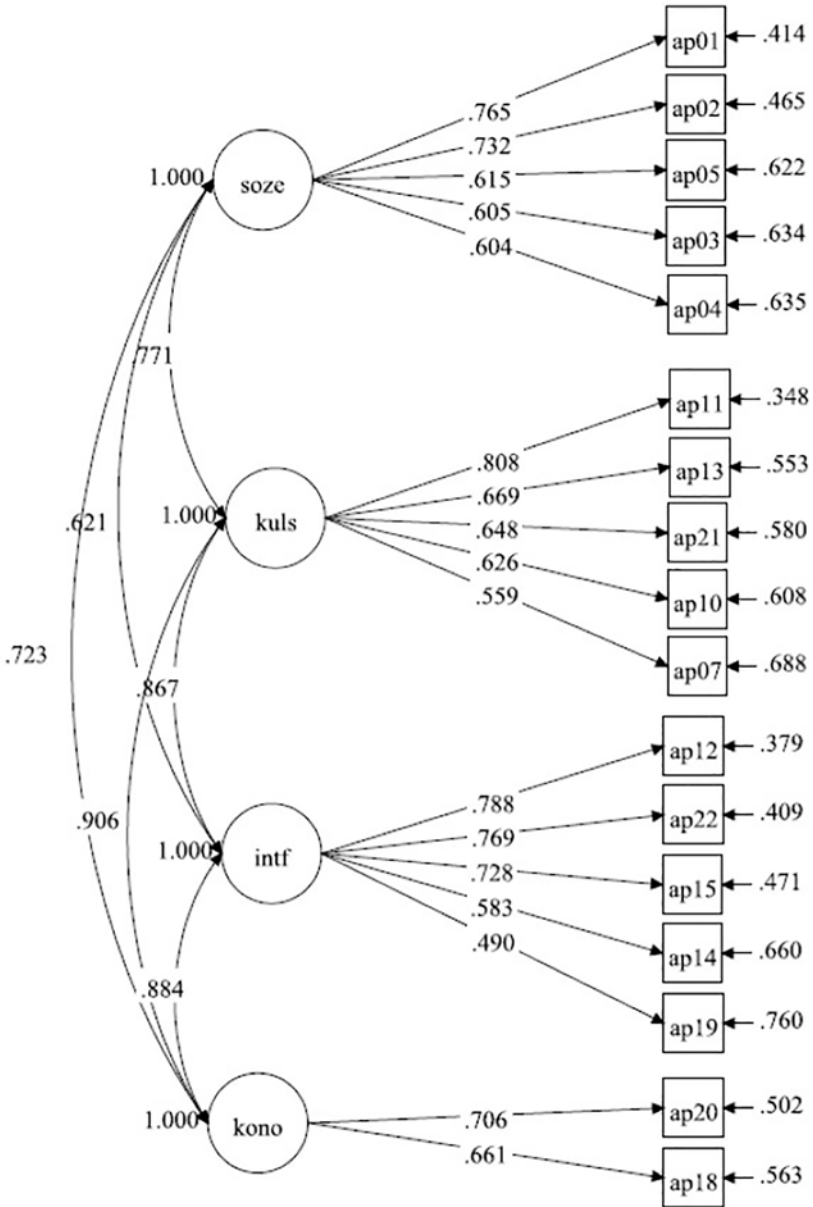 ap01 .414
.765
ap02 .465
.732
1.000 soze .615 ap05 .622
.605
ap03 .634
.604
ap04 .635
.771
ap11 .348
.808
ap13 .553
.669
1.000 kuls .648 ap21 .580
.621
.626
ap10 .608
.559
.723
ap07 .688
.867
ap12 .379
.788
ap22 .409
.906
.769
1.000 intf .728 ap15 .471
.583
.490
ap14 .660
.884
ap19 .760
.706 ap20 .502
1.000 kono
.661
ap18 .563